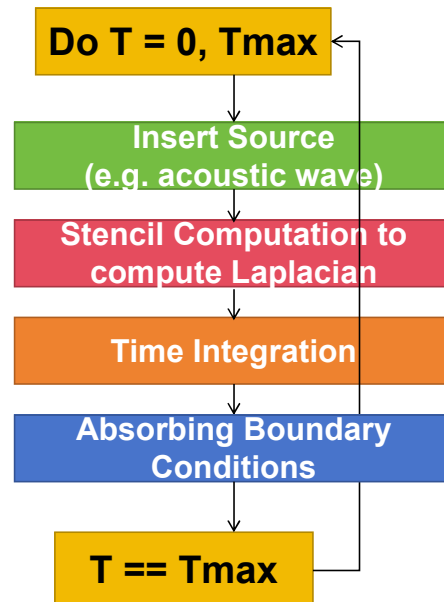 Do T = 0, Tmax
Insert Source
(e.g. acoustic wave)
Stencil Computation to
compute Laplacian
Time Integration
Absorbing Boundary
Conditions
T == Tmax